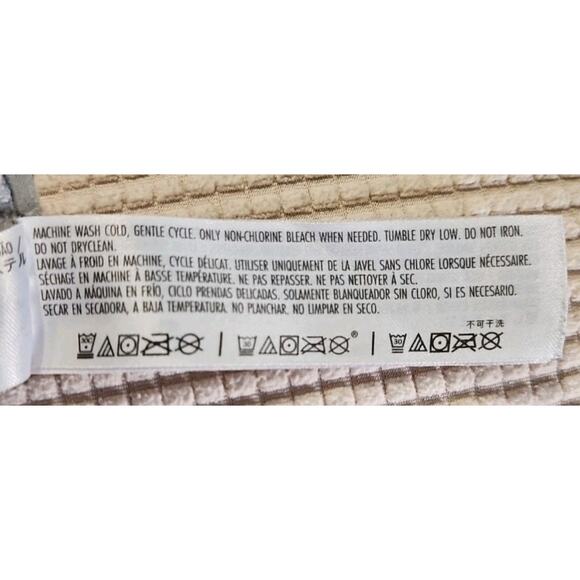 MACHINE WASH COLD, GENTLE CYCLE. ONLY NON-CHLORINE BLEACH WHEN NEEDED. TUMBLE DRY LOW. DO NOT IRON.
DO NOT DRYCLEAN.
LAVAGE À FROID EN MACHINE, CYCLE DÉLICAT. UTILISER UNIQUEMENT DE LA JAVEL SANS CHLORE LORSQUE NÉCESSAIRE.
SÉCHAGE EN MACHINE À BASSE TEMPÉRATURE. NE PAS REPASSER. NE PAS NETTOYER À SEC.
LAVADO A MÁQUINA EN FRÍO, CICLO PRENDAS DELICADAS. SOLAMENTE BLANQUEADOR SIN CLORO, SI ES NECESARIO.
SECAR EN SECADORA, A BAJA TEMPERATURA. NO PLANCHAR. NO LIMPIAR EN SECO.
不可干洗
30 ® 30